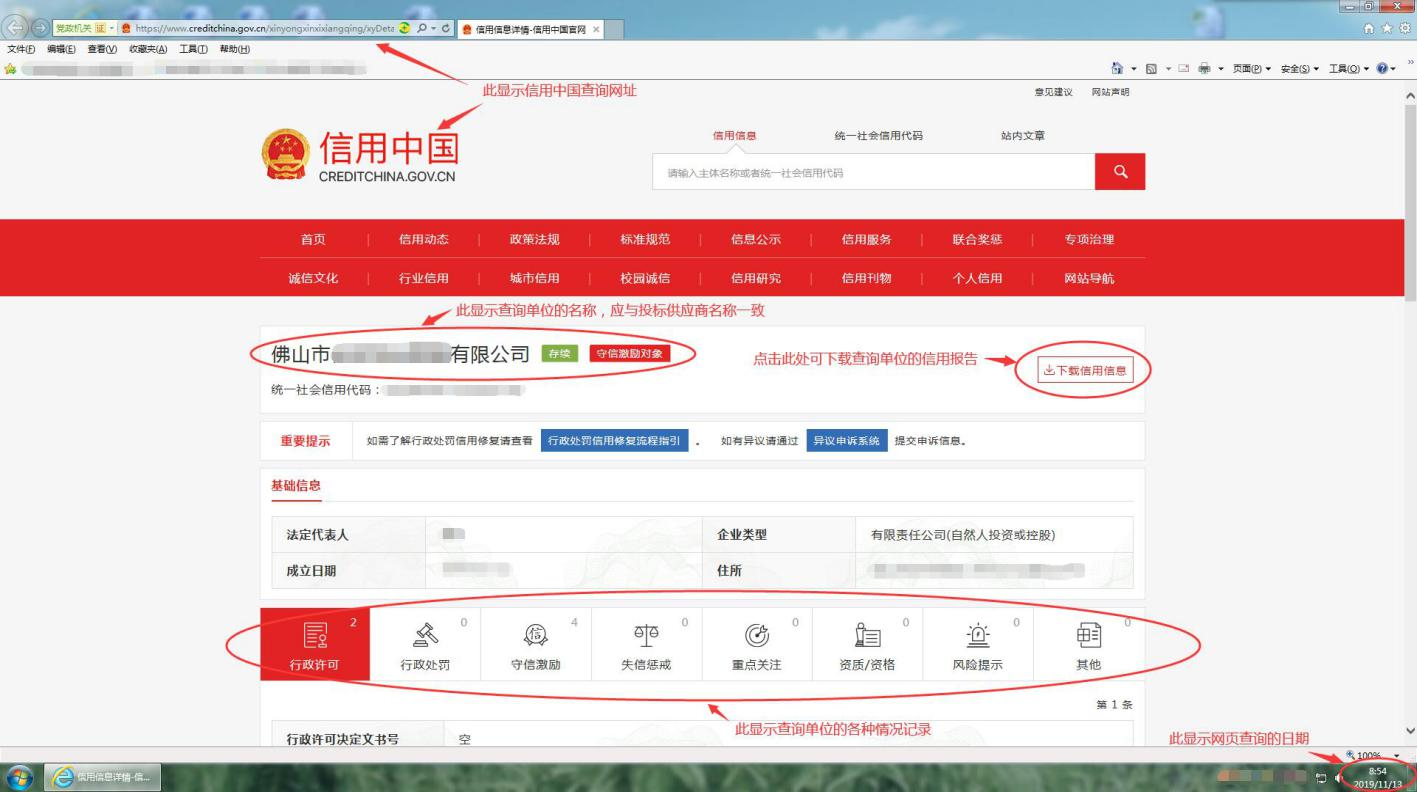 党政机关 证 https://www.creditchina.gov.cn/xinyongxinxixiangqing/xyDeta 信用信息详情-信用中国官网
文件(F) 编辑(E) 查看(V) 收藏夹(A) 工具(T) 帮助(H)
页面(P) 安全(S) 工具(O)
此显示信用中国查询网址
意见建议 网站声明
信用中国
CREDITCHINA.GOV.CN
信用信息 统一社会信用代码 站内文章
请输入主体名称或者统一社会信用代码
首页 信用动态 政策法规 标准规范 信息公示 信用服务 联合奖惩 专项治理
诚信文化 行业信用 城市信用 校园诚信 信用研究 信用刊物 个人信用 网站导航
此显示查询单位的名称，应与投标供应商名称一致
佛山市 有限公司 存续 守信激励对象
点击此处可下载查询单位的信用报告
下载信用信息
统一社会信用代码：
重要提示 如需了解行政处罚信用修复请查看 行政处罚信用修复流程指引 。 如有异议请通过 异议申诉系统 提交申诉信息。
基础信息
法定代表人 企业类型 有限责任公司(自然人投资或控股)
成立日期 住所
2 0 4 0 0 0 0 0
行政许可 行政处罚 守信激励 失信惩戒 重点关注 资质/资格 风险提示 其他
第 1 条
此显示查询单位的各种情况记录
行政许可决定文书号 空
此显示网页查询的日期
100%
信用信息详情-信...
8:54
2019/11/13